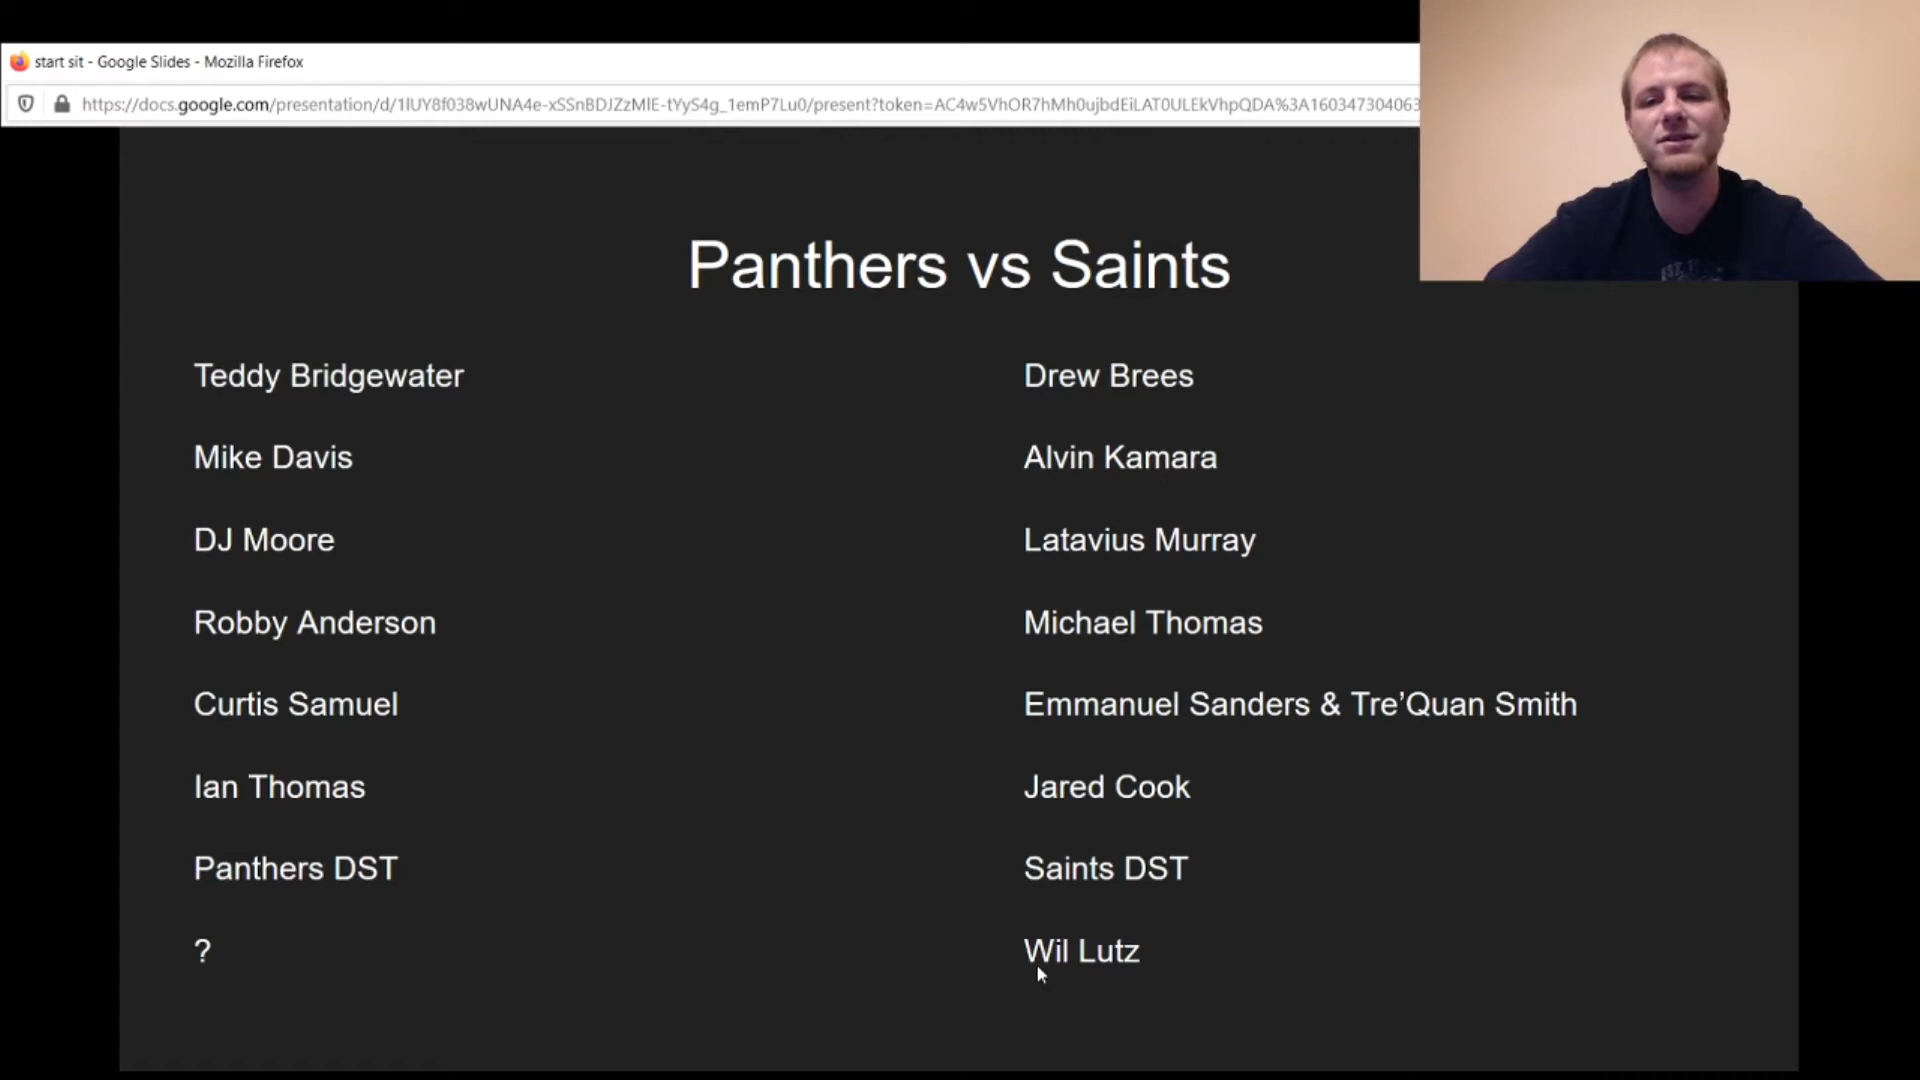 start sit - Google Slides - Mozilla Firefox
https://docs.google.com/presentation/d/1lUY8f038wUNA4e-xSSnBDJZzMlE-tYyS4g_1emP7Lu0/present?token=AC4w5VhOR7hMh0ujbdEiLAT0ULEkVhpQDA%3A160347304063
Panthers vs Saints
Teddy Bridgewater
Mike Davis
DJ Moore
Robby Anderson
Curtis Samuel
Ian Thomas
Panthers DST
?
Drew Brees
Alvin Kamara
Latavius Murray
Michael Thomas
Emmanuel Sanders & Tre’Quan Smith
Jared Cook
Saints DST
Wil Lutz